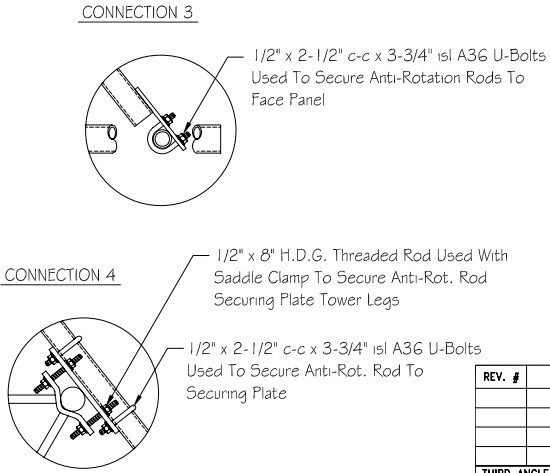 CONNECTION 3
1/2" x 2-1/2" c-c x 3-3/4" isl A36 U-Bolts
Used To Secure Anti-Rotation Rods To
Face Panel
1/2" x 8" H.D.G. Threaded Rod Used With
Saddle Clamp To Secure Anti-Rot. Rod
Securing Plate Tower Legs
CONNECTION 4
1/2" x 2-1/2" c-c x 3-3/4" isl A36 U-Bolts
Used To Secure Anti-Rot. Rod To
Securing Plate
REV. #
THIRD ANGLE